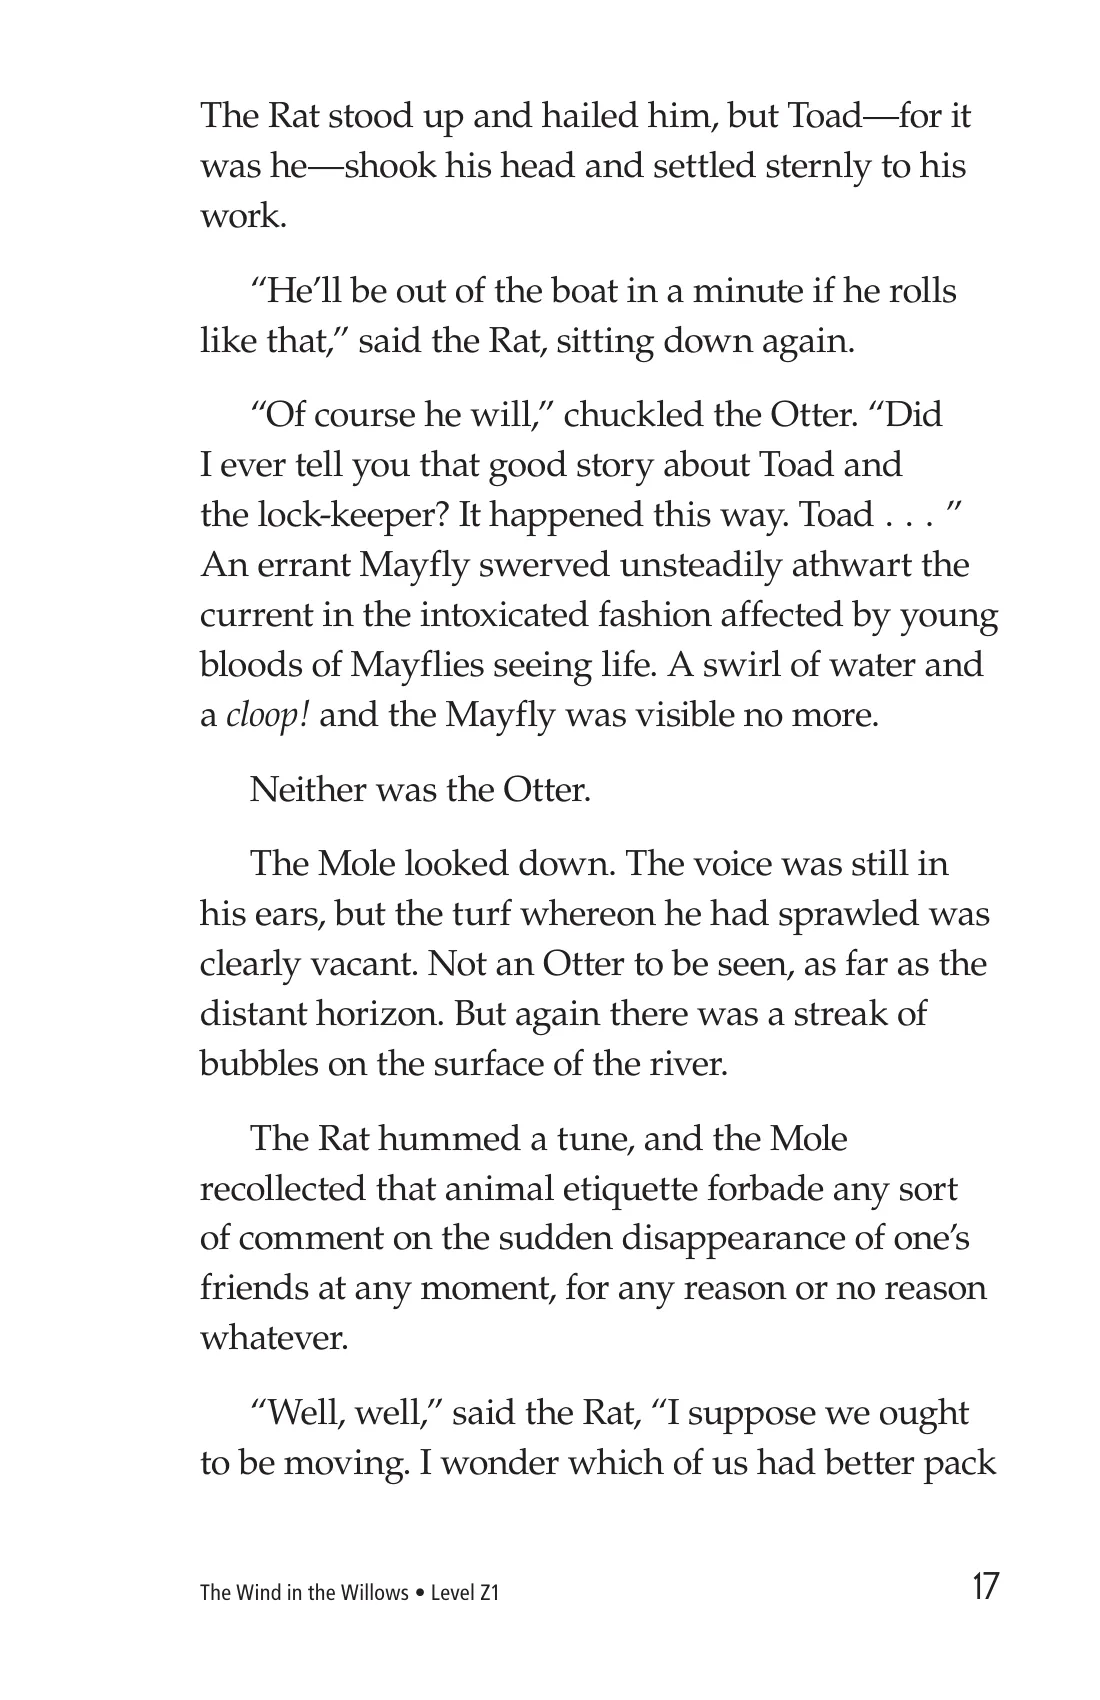 The Rat stood up and hailed him, but Toad—for it
was he—shook his head and settled sternly to his
work.
“He’ll be out of the boat in a minute if he rolls
like that,” said the Rat, sitting down again.
“Of course he will,” chuckled the Otter. “Did
I ever tell you that good story about Toad and
the lock-keeper? It happened this way. Toad . . . ”
An errant Mayfly swerved unsteadily athwart the
current in the intoxicated fashion affected by young
bloods of Mayflies seeing life. A swirl of water and
a cloop! and the Mayfly was visible no more.
Neither was the Otter.
The Mole looked down. The voice was still in
his ears, but the turf whereon he had sprawled was
clearly vacant. Not an Otter to be seen, as far as the
distant horizon. But again there was a streak of
bubbles on the surface of the river.
The Rat hummed a tune, and the Mole
recollected that animal etiquette forbade any sort
of comment on the sudden disappearance of one’s
friends at any moment, for any reason or no reason
whatever.
“Well, well,” said the Rat, “I suppose we ought
to be moving. I wonder which of us had better pack
The Wind in the Willows • Level Z1
17